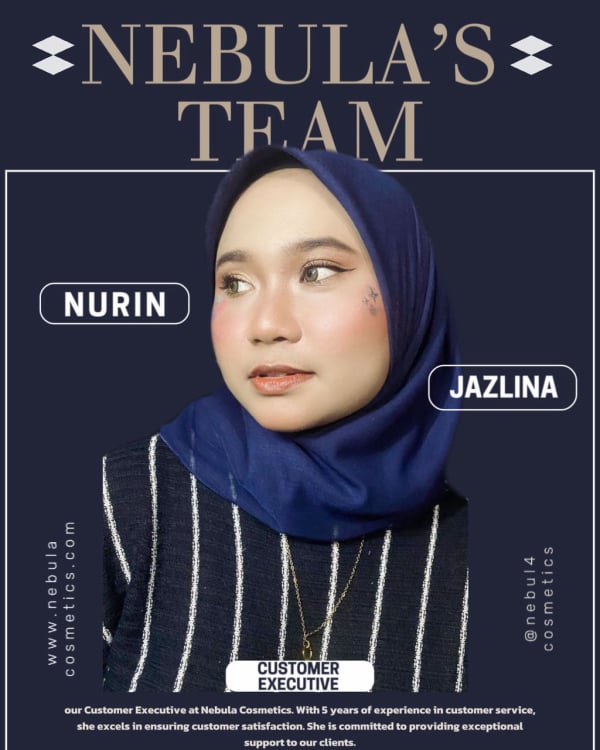 NEBULA'S
TEAM
NURIN
JAZLINA
www.nebula
cosmetics.com
@nebul4
cosmetics
CUSTOMER
EXECUTIVE
our Customer Executive at Nebula Cosmetics. With 5 years of experience in customer service,
she excels in ensuring customer satisfaction. She is committed to providing exceptional
support to our clients.